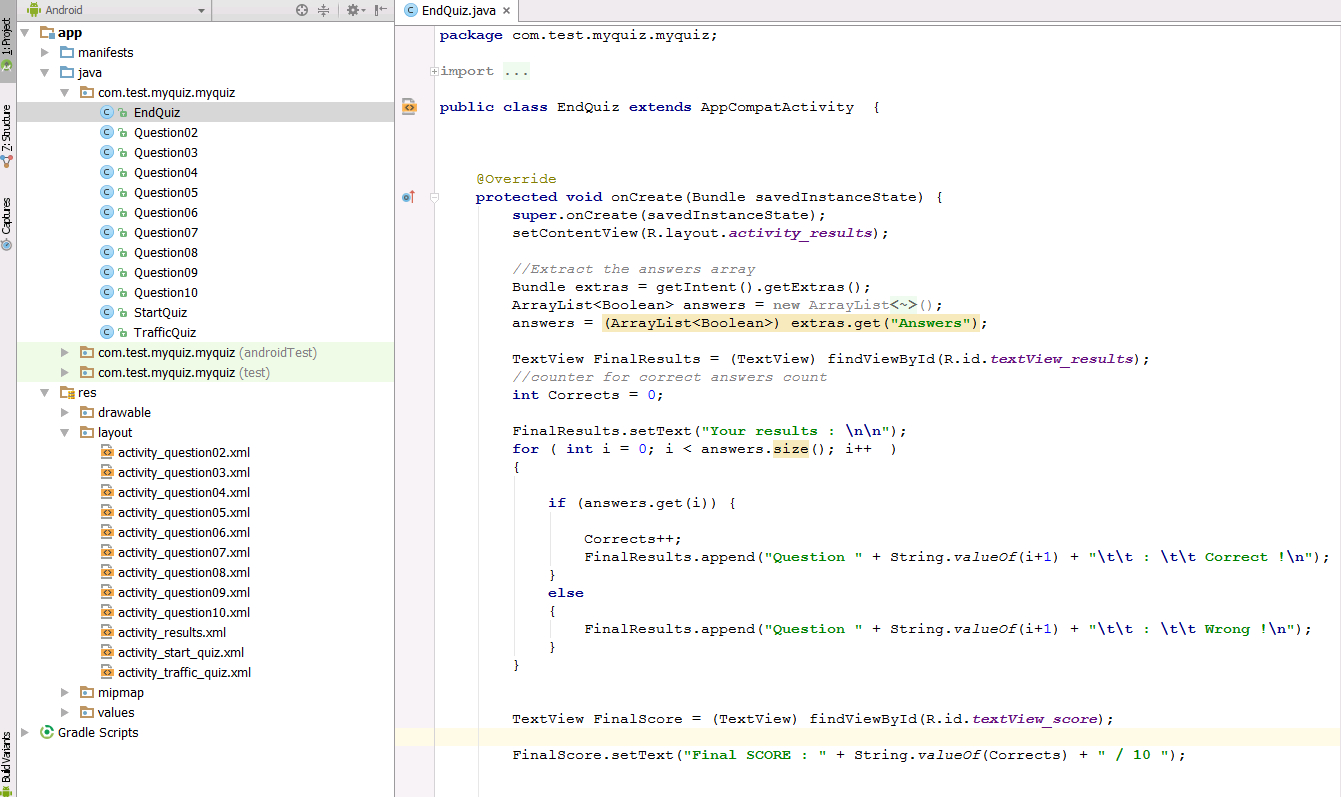 Android
EndQuiz.java
1: Project
7: Structure
Captures
Build Variants
app
manifests
java
com.test.myquiz.myquiz
EndQuiz
Question02
Question03
Question04
Question05
Question06
Question07
Question08
Question09
Question10
StartQuiz
TrafficQuiz
com.test.myquiz.myquiz (androidTest)
com.test.myquiz.myquiz (test)
res
drawable
layout
activity_question02.xml
activity_question03.xml
activity_question04.xml
activity_question05.xml
activity_question06.xml
activity_question07.xml
activity_question08.xml
activity_question09.xml
activity_question10.xml
activity_results.xml
activity_start_quiz.xml
activity_traffic_quiz.xml
mipmap
values
Gradle Scripts
package com.test.myquiz.myquiz;
import ...
public class EndQuiz extends AppCompatActivity  {
@Override
protected void onCreate(Bundle savedInstanceState) {
super.onCreate(savedInstanceState);
setContentView(R.layout.activity_results);
//Extract the answers array
Bundle extras = getIntent().getExtras();
ArrayList<Boolean> answers = new ArrayList<~>();
answers = (ArrayList<Boolean>) extras.get("Answers");
TextView FinalResults = (TextView) findViewById(R.id.textView_results);
//counter for correct answers count
int Corrects = 0;
FinalResults.setText("Your results : \n\n");
for ( int i = 0; i < answers.size(); i++  )
{
if (answers.get(i)) {
Corrects++;
FinalResults.append("Question " + String.valueOf(i+1) + "\t\t : \t\t Correct !\n");
}
else
{
FinalResults.append("Question " + String.valueOf(i+1) + "\t\t : \t\t Wrong !\n");
}
}
TextView FinalScore = (TextView) findViewById(R.id.textView_score);
FinalScore.setText("Final SCORE : " + String.valueOf(Corrects) + " / 10 ");